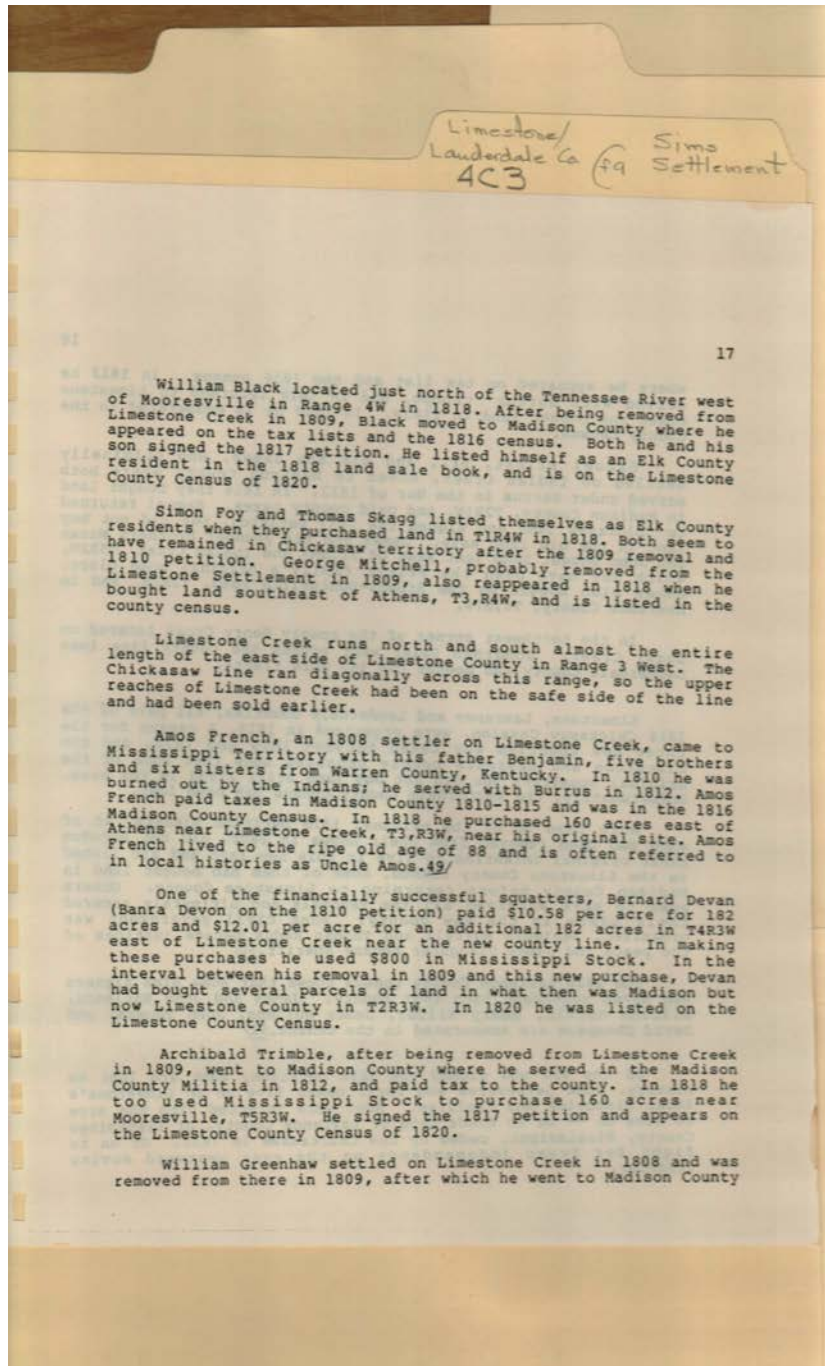 Limestone/
Lauderdale Co
4C3
Sims
Settlement
17
William Black located just north of the Tennessee River west
of Mooresville in Range 4W in 1818. After being removed from
Limestone Creek in 1809, Black moved to Madison County where he
appeared on the tax lists and the 1816 census. Both he and his
son signed the 1817 petition. He listed himself as an Elk County
resident in the 1818 land sale book, and is on the Limestone
County Census of 1820.
Simon Foy and Thomas Skagg listed themselves as Elk County
residents when they purchased land in T1R4W in 1818. Both seem to
have remained in Chickasaw territory after the 1809 removal and
1810 petition. George Mitchell, probably removed from the
Limestone Settlement in 1809, also reappeared in 1818 when he
bought land southeast of Athens, T3,R4W, and is listed in the
county census.
Limestone Creek runs north and south almost the entire
length of the east side of Limestone County in Range 3 West. The
Chickasaw Line ran diagonally across this range, so the upper
reaches of Limestone Creek had been on the safe side of the line
and had been sold earlier.
Amos French, an 1808 settler on Limestone Creek, came to
Mississippi Territory with his father Benjamin, five brothers
and six sisters from Warren County, Kentucky. In 1810 he was
burned out by the Indians; he served with Burrus in 1812. Amos
French paid taxes in Madison County 1810-1815 and was in the 1816
Madison County Census. In 1818 he purchased 160 acres east of
Athens near Limestone Creek, T3,R3W, near his original site. Amos
French lived to the ripe old age of 88 and is often referred to
in local histories as Uncle Amos.49/
One of the financially successful squatters, Bernard Devan
(Banra Devon on the 1810 petition) paid $10.58 per acre for 182
acres and $12.01 per acre for an additional 182 acres in T4R3W
east of Limestone Creek near the new county line. In making
these purchases he used $800 in Mississippi Stock. In the
interval between his removal in 1809 and this new purchase, Devan
had bought several parcels of land in what then was Madison but
now Limestone County in T2R3W. In 1820 he was listed on the
Limestone County Census.
Archibald Trimble, after being removed from Limestone Creek
in 1809, went to Madison County where he served in the Madison
County Militia in 1812, and paid tax to the county. In 1818 he
too used Mississippi Stock to purchase 160 acres near
Mooresville, T5R3W. He signed the 1817 petition and appears on
the Limestone County Census of 1820.
William Greenhaw settled on Limestone Creek in 1808 and was
removed from there in 1809, after which he went to Madison County